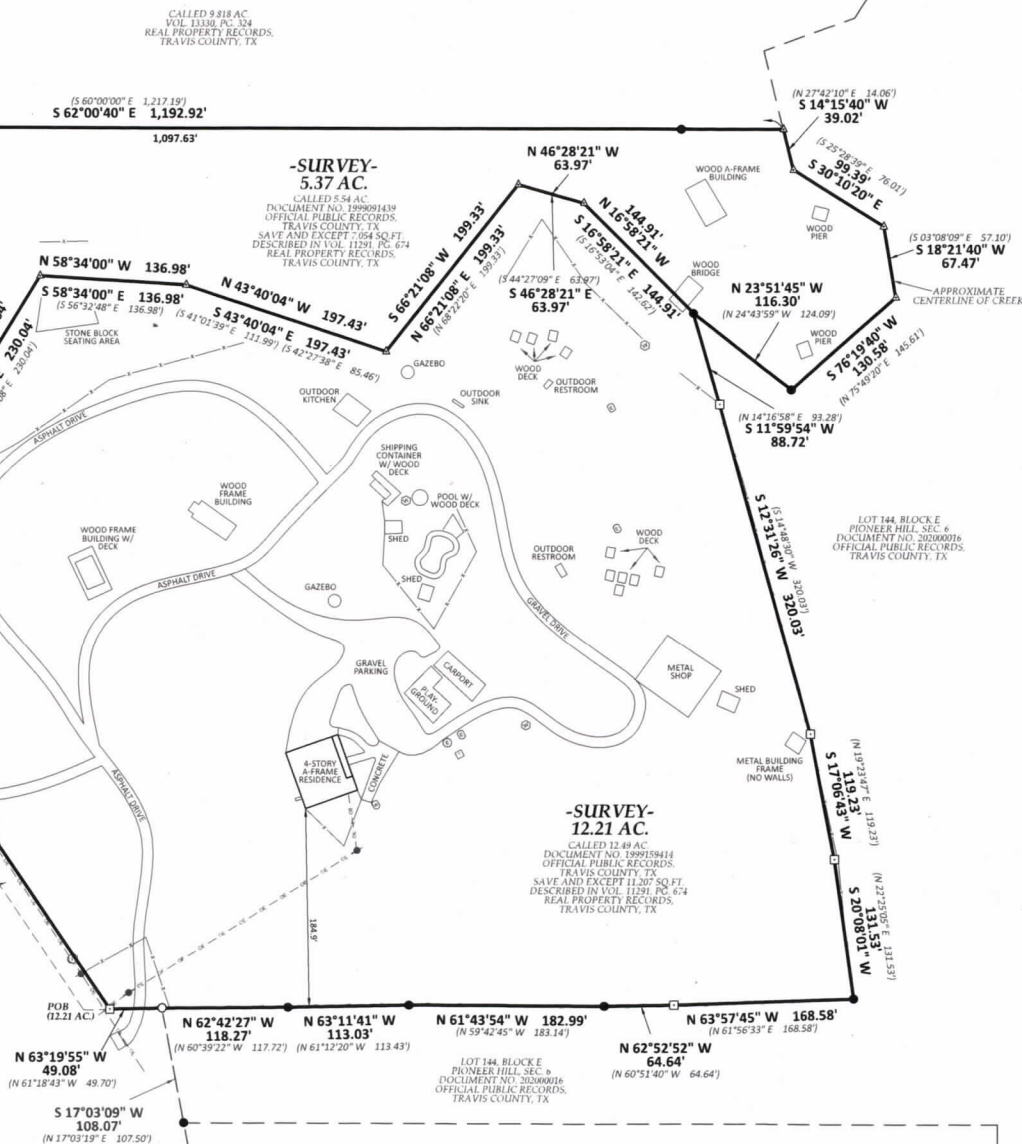 CALLED 9.818 AC.
VOL. 13330, PG. 324
REAL PROPERTY RECORDS,
TRAVIS COUNTY, TX
(S 60°00'00" E 1,217.19')
S 62°00'40" E 1,192.92'
1,097.63'
(N 27°42'10" E 14.06')
S 14°15'40" W
39.02'
(S 25°28'39" E 76.01')
99.39'
S 30°10'20" E
(S 03°08'09" E 57.10')
S 18°21'40" W
67.47'
APPROXIMATE
CENTERLINE OF CREEK
S 76°19'40" W
130.58'
(N 75°49'20" E 145.61')
-SURVEY-
5.37 AC.
CALLED 5.54 AC.
DOCUMENT NO. 1999091439
OFFICIAL PUBLIC RECORDS,
TRAVIS COUNTY, TX
SAVE AND EXCEPT 7,054 SQ.FT.
DESCRIBED IN VOL. 11291, PG. 674
REAL PROPERTY RECORDS,
TRAVIS COUNTY, TX
N 46°28'21" W
63.97'
WOOD A-FRAME
BUILDING
WOOD
PIER
WOOD
BRIDGE
144.91'
N 16°58'21" W
S 16°58'21" E 144.91'
(S 16°53'04" E 142.62')
(S 44°27'09" E 63.97')
S 46°28'21" E
63.97'
N 23°51'45" W
116.30'
(N 24°43'59" W 124.09')
WOOD
PIER
S 66°21'08" W 199.33'
N 66°21'08" E 199.33'
(N 68°22'20" E 199.33')
N 58°34'00" W 136.98'
S 58°34'00" E 136.98'
(S 56°32'48" E 136.98')
STONE BLOCK
SEATING AREA
N 43°40'04" W 197.43'
S 43°40'04" E 197.43'
(S 41°01'39" E 111.99') (S 42°27'38" E 85.46')
230.04'
230.04')
GAZEBO
WOOD
DECK
OUTDOOR
RESTROOM
OUTDOOR
KITCHEN
OUTDOOR
SINK
ASPHALT DRIVE
(N 14°16'58" E 93.28')
S 11°59'54" W
88.72'
SHIPPING
CONTAINER
W/ WOOD
DECK
POOL W/
WOOD DECK
SHED
SHED
WOOD
FRAME
BUILDING
WOOD FRAME
BUILDING W/
DECK
ASPHALT DRIVE
GAZEBO
OUTDOOR
RESTROOM
WOOD
DECK
GRAVEL DRIVE
(S 14°48'30" W 320.03')
S 12°31'26" W 320.03'
LOT 144, BLOCK E
PIONEER HILL, SEC. 6
DOCUMENT NO. 202000016
OFFICIAL PUBLIC RECORDS,
TRAVIS COUNTY, TX
GRAVEL
PARKING
CARPORT
PLAY-
GROUND
METAL
SHOP
SHED
4-STORY
A-FRAME
RESIDENCE
CONCRETE
ASPHALT DRIVE
METAL BUILDING
FRAME
(NO WALLS)
(N 19°23'47" E 119.23')
119.23'
S 17°06'43" W
-SURVEY-
12.21 AC.
CALLED 12.49 AC.
DOCUMENT NO. 1999159414
OFFICIAL PUBLIC RECORDS,
TRAVIS COUNTY, TX
SAVE AND EXCEPT 11,207 SQ.FT.
DESCRIBED IN VOL. 11291, PG. 674
REAL PROPERTY RECORDS,
TRAVIS COUNTY, TX
(N 22°25'05" E 131.53')
131.53'
S 20°08'01" W
184.9'
POB
(12.21 AC.)
N 63°19'55" W
49.08'
(N 61°18'43" W 49.70')
N 62°42'27" W
118.27'
(N 60°39'22" W 117.72')
N 63°11'41" W
113.03'
(N 61°12'20" W 113.43')
N 61°43'54" W 182.99'
(N 59°42'45" W 183.14')
N 62°52'52" W
64.64'
(N 60°51'40" W 64.64')
N 63°57'45" W 168.58'
(N 61°56'33" E 168.58')
LOT 144, BLOCK E
PIONEER HILL, SEC. 6
DOCUMENT NO. 202000016
OFFICIAL PUBLIC RECORDS,
TRAVIS COUNTY, TX
S 17°03'09" W
108.07'
(N 17°03'19" E 107.50')